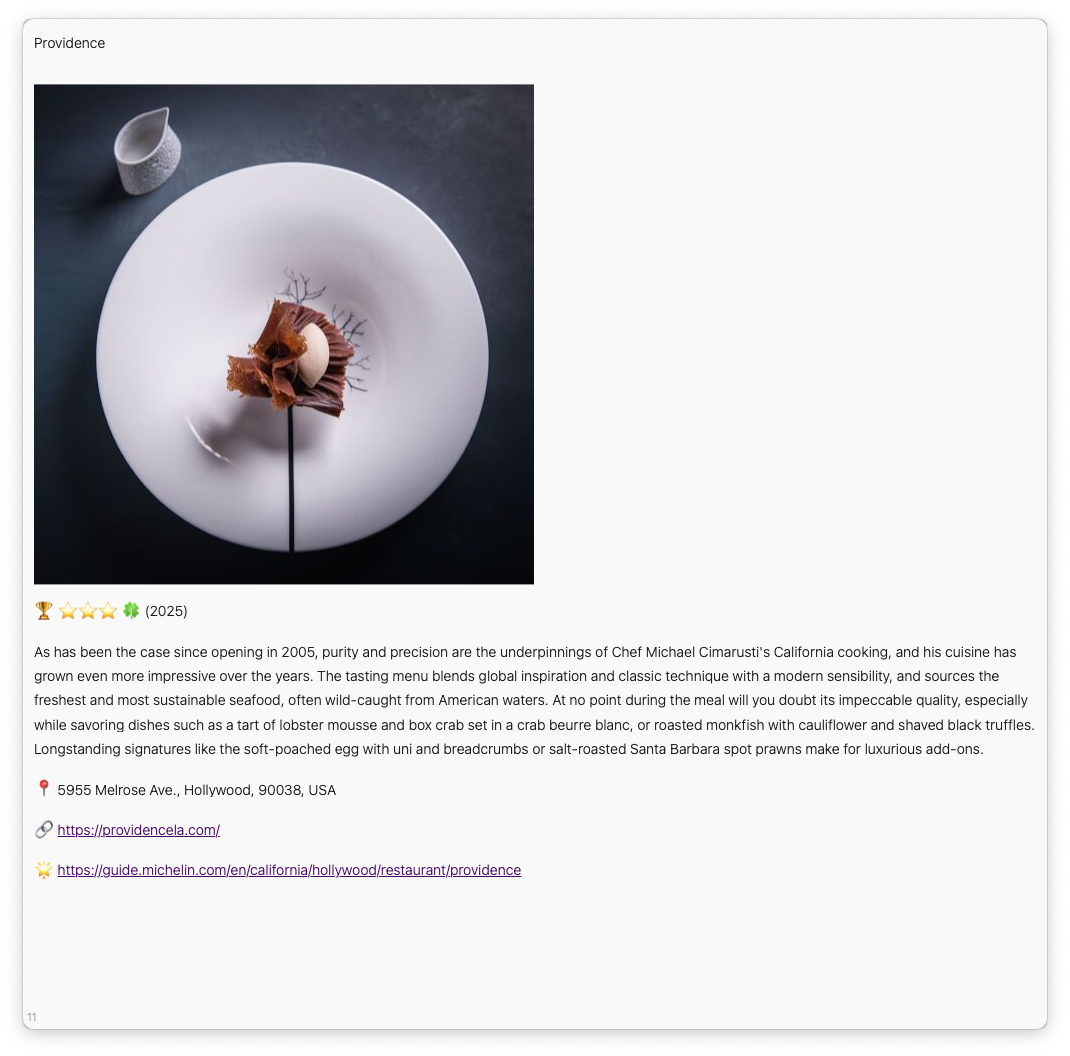 Providence
🏆 ⭐⭐⭐ 🍀 (2025)
As has been the case since opening in 2005, purity and precision are the underpinnings of Chef Michael Cimarusti's California cooking, and his cuisine has
grown even more impressive over the years. The tasting menu blends global inspiration and classic technique with a modern sensibility, and sources the
freshest and most sustainable seafood, often wild-caught from American waters. At no point during the meal will you doubt its impeccable quality, especially
while savoring dishes such as a tart of lobster mousse and box crab set in a crab beurre blanc, or roasted monkfish with cauliflower and shaved black truffles.
Longstanding signatures like the soft-poached egg with uni and breadcrumbs or salt-roasted Santa Barbara spot prawns make for luxurious add-ons.
📍 5955 Melrose Ave., Hollywood, 90038, USA
🔗 https://providencela.com/
🌟 https://guide.michelin.com/en/california/hollywood/restaurant/providence
11